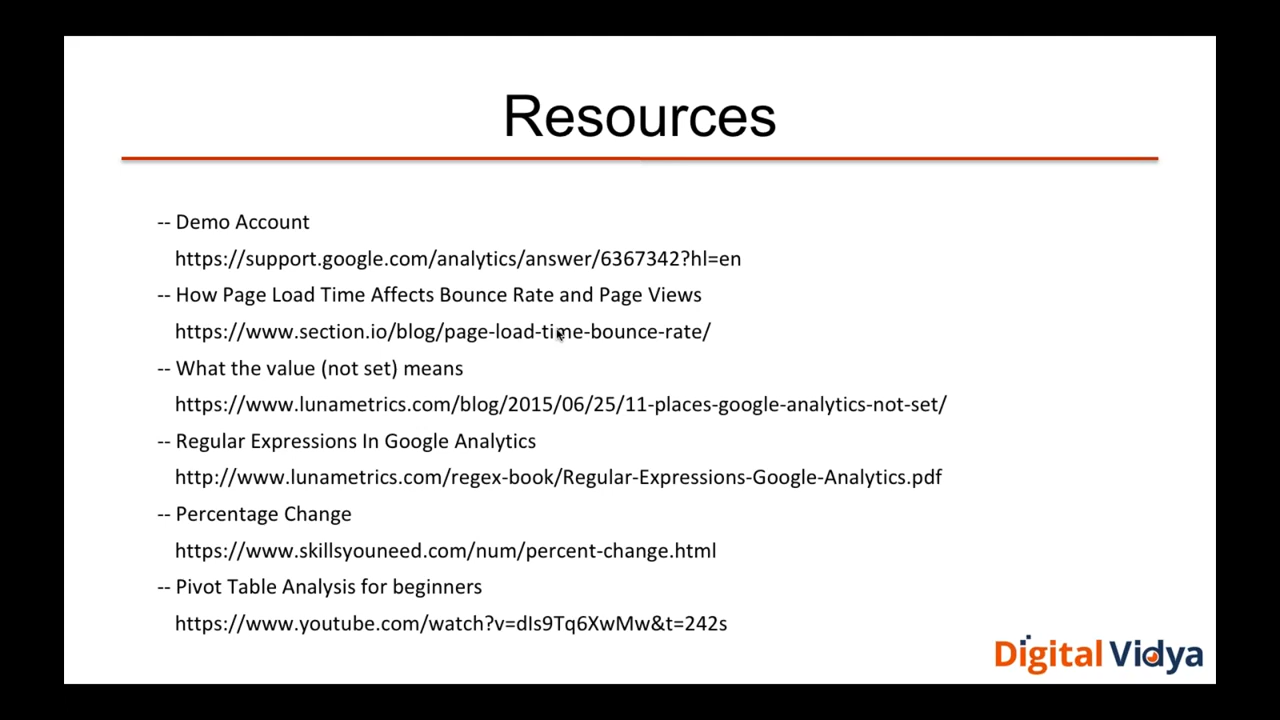 Resources
-- Demo Account
https://support.google.com/analytics/answer/6367342?hl=en
-- How Page Load Time Affects Bounce Rate and Page Views
https://www.section.io/blog/page-load-time-bounce-rate/
-- What the value (not set) means
https://www.lunametrics.com/blog/2015/06/25/11-places-google-analytics-not-set/
-- Regular Expressions In Google Analytics
http://www.lunametrics.com/regex-book/Regular-Expressions-Google-Analytics.pdf
-- Percentage Change
https://www.skillsyouneed.com/num/percent-change.html
-- Pivot Table Analysis for beginners
https://www.youtube.com/watch?v=dIs9Tq6XwMw&t=242s
Digital Vidya